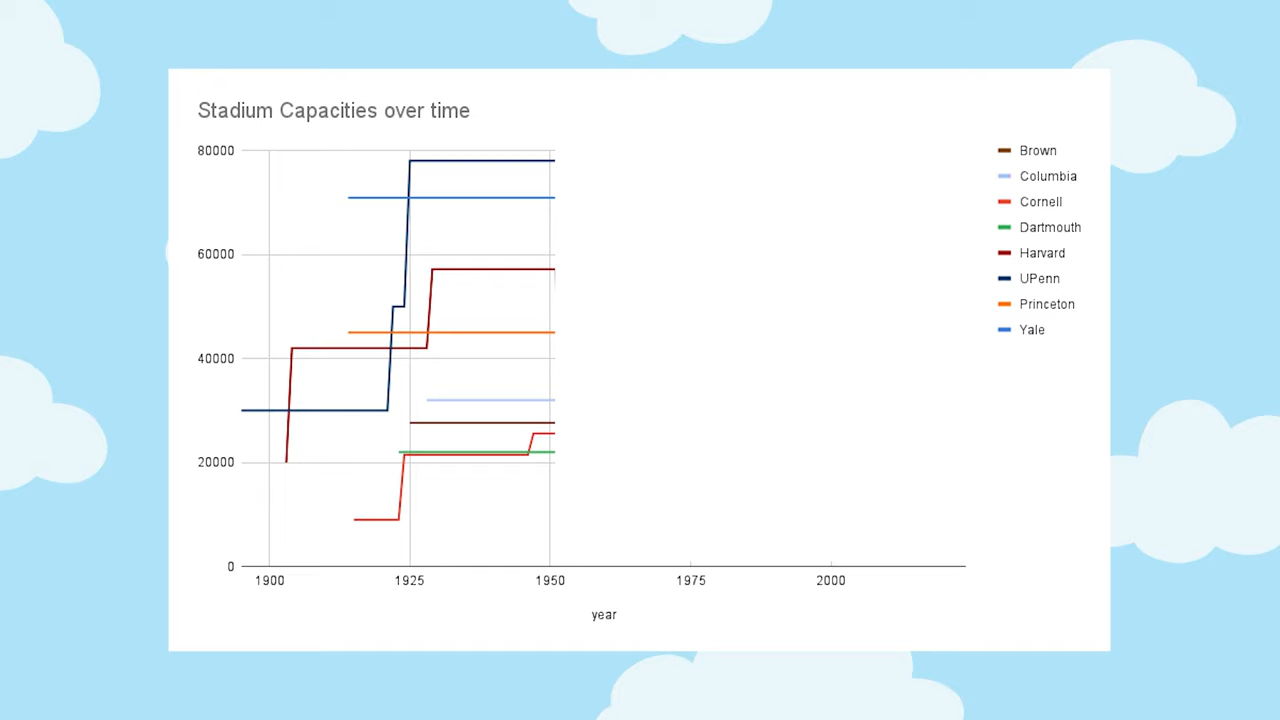 Stadium Capacities over time
80000
60000
40000
20000
0
1900 1925 1950 1975 2000
year
Brown
Columbia
Cornell
Dartmouth
Harvard
UPenn
Princeton
Yale